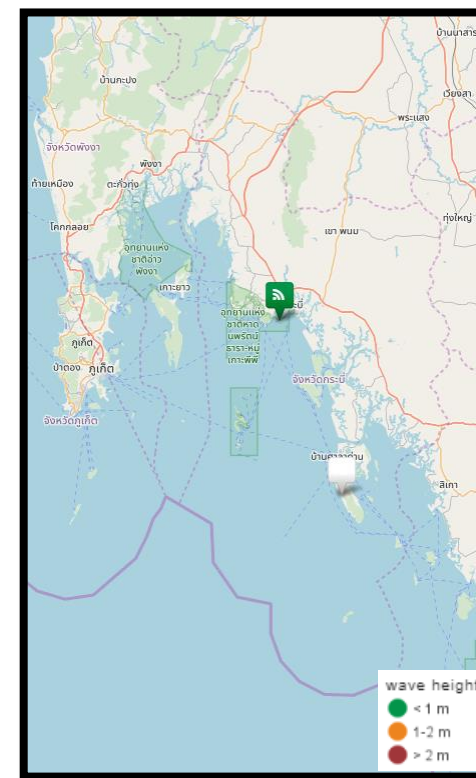 บ้านนาสาร
บ้านกะปง
เวียงสา
พระแสง
จังหวัดพังงา
พังงา
ท้ายเหมือง
ตะกั่วทุ่ง
ทุ่งใหญ่
โคกกลอย
เขา พนม
อุทยานแห่ง
ชาติอ่าว
พังงา
เกาะยาว
อุทยานแห่ง
ชาติหาด
นพรัตน์
ธารา-หมู่
เกาะพีพี
ภูเก็ต
ป่าตอง
ภูเก็ต
จังหวัดกระบี่
จังหวัดภูเก็ต
สิเกา
wave height
< 1 m
1-2 m
> 2 m